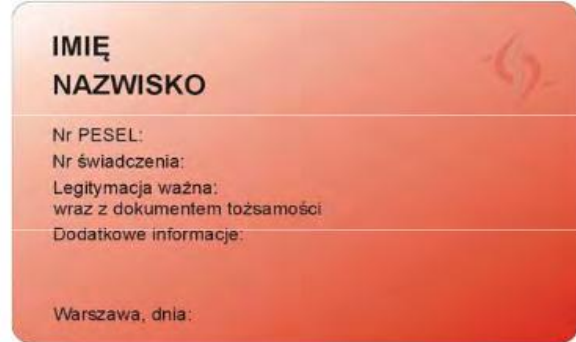 IMIĘ
NAZWISKO
Nr PESEL:
Nr świadczenia:
Legitymacja ważna:
wraz z dokumentem tożsamości
Dodatkowe informacje:
Warszawa, dnia: